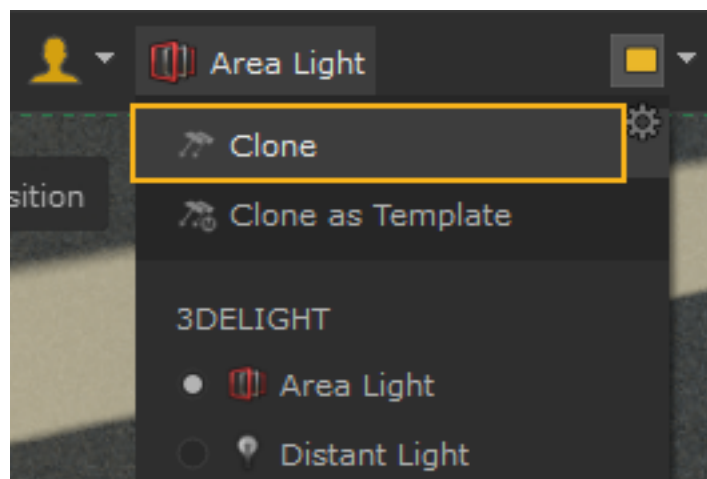 Area Light
Clone
sition
Clone as Template
3DELIGHT
Area Light
Distant Light